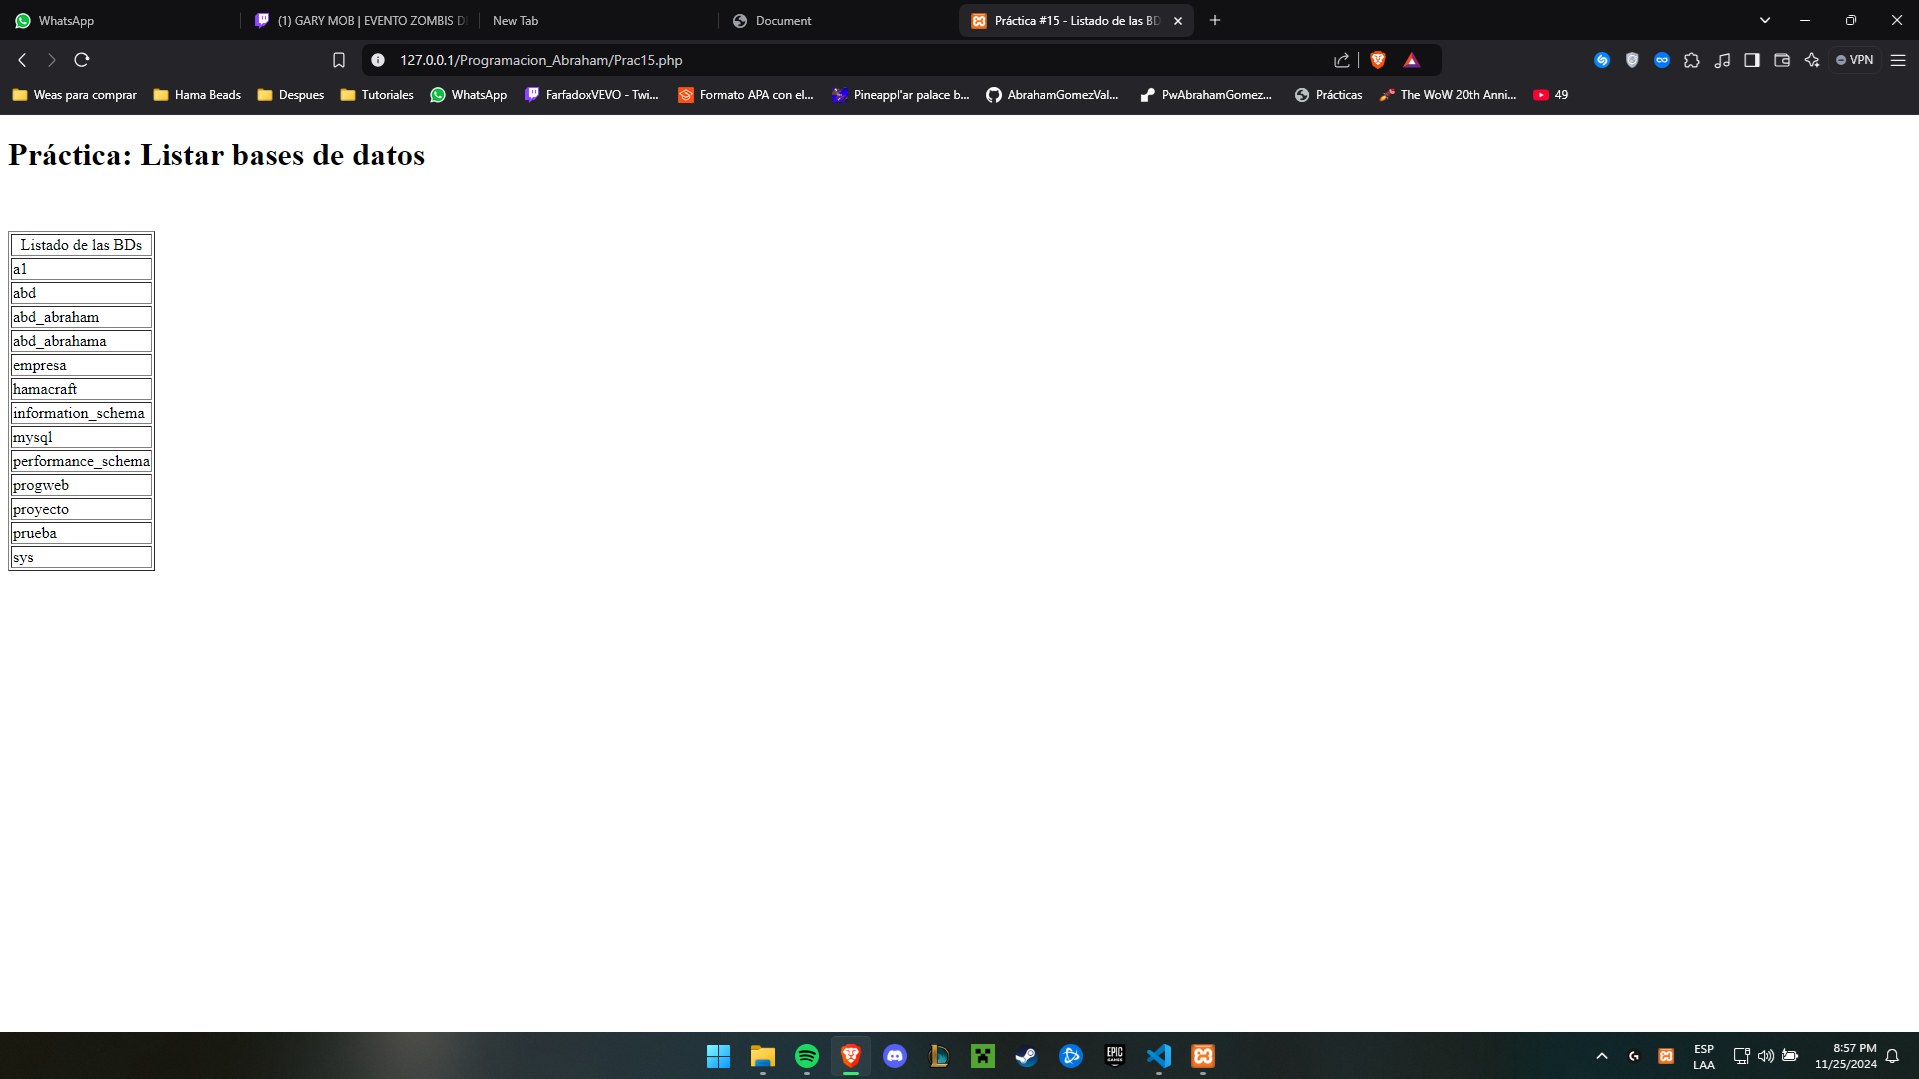 WhatsApp
(1) GARY MOB | EVENTO ZOMBIS DE
New Tab
Document
Práctica #15 - Listado de las BD
127.0.0.1/Programacion_Abraham/Prac15.php
VPN
Weas para comprar
Hama Beads
Despues
Tutoriales
WhatsApp
FarfadoxVEVO - Twi...
Formato APA con el...
Pineappl'ar palace b...
AbrahamGomezVal...
PwAbrahamGomez...
Prácticas
The WoW 20th Anni...
49
Práctica: Listar bases de datos
Listado de las BDs
a1
abd
abd_abraham
abd_abrahama
empresa
hamacraft
information_schema
mysql
performance_schema
progweb
proyecto
prueba
sys
EPIC
GAMES
ESP
LAA
8:57 PM
11/25/2024